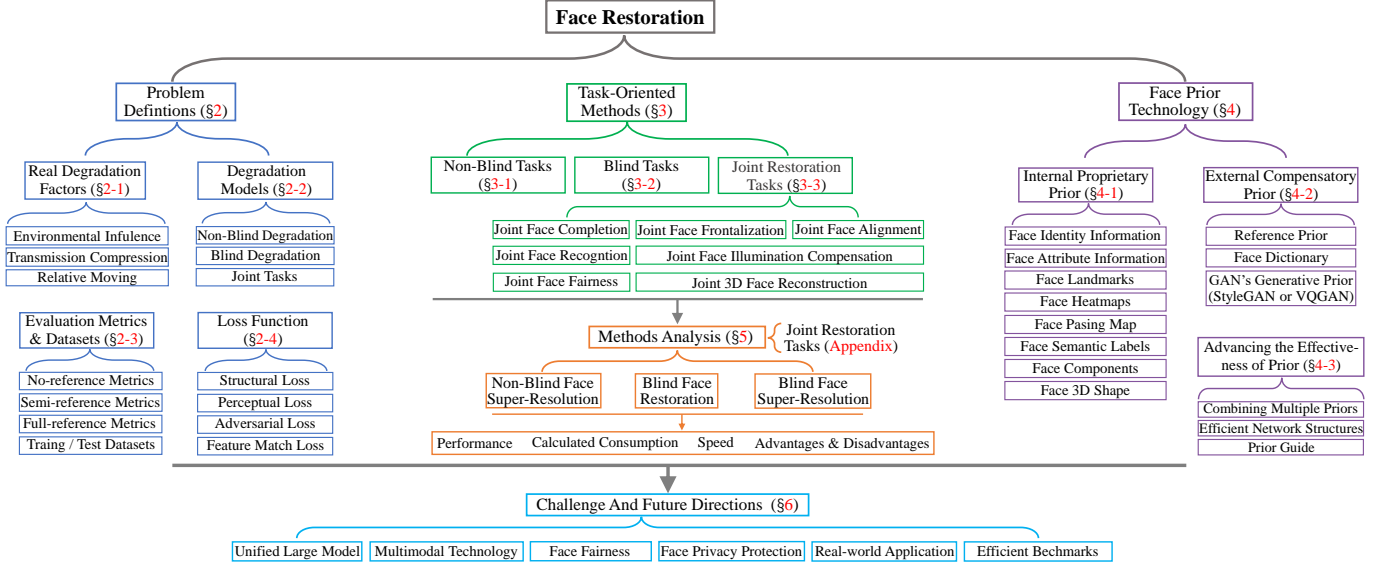 Face Restoration
Problem
Defintions (§2)
Real Degradation
Factors (§2-1)
Environmental Infulence
Transmission Compression
Relative Moving
Degradation
Models (§2-2)
Non-Blind Degradation
Blind Degradation
Joint Tasks
Evaluation Metrics
& Datasets (§2-3)
No-reference Metrics
Semi-reference Metrics
Full-reference Metrics
Traing / Test Datasets
Loss Function
(§2-4)
Structural Loss
Perceptual Loss
Adversarial Loss
Feature Match Loss
Task-Oriented
Methods (§3)
Non-Blind Tasks
(§3-1)
Blind Tasks
(§3-2)
Joint Restoration
Tasks (§3-3)
Joint Face Completion
Joint Face Frontalization
Joint Face Alignment
Joint Face Recogntion
Joint Face Illumination Compensation
Joint Face Fairness
Joint 3D Face Reconstruction
Methods Analysis (§5)
Joint Restoration
Tasks (Appendix)
Non-Blind Face
Super-Resolution
Blind Face
Restoration
Blind Face
Super-Resolution
Performance
Calculated Consumption
Speed
Advantages & Disadvantages
Face Prior
Technology (§4)
Internal Proprietary
Prior (§4-1)
Face Identity Information
Face Attribute Information
Face Landmarks
Face Heatmaps
Face Pasing Map
Face Semantic Labels
Face Components
Face 3D Shape
External Compensatory
Prior (§4-2)
Reference Prior
Face Dictionary
GAN's Generative Prior
(StyleGAN or VQGAN)
Advancing the Effective-
ness of Prior (§4-3)
Combining Multiple Priors
Efficient Network Structures
Prior Guide
Challenge And Future Directions (§6)
Unified Large Model
Multimodal Technology
Face Fairness
Face Privacy Protection
Real-world Application
Efficient Bechmarks